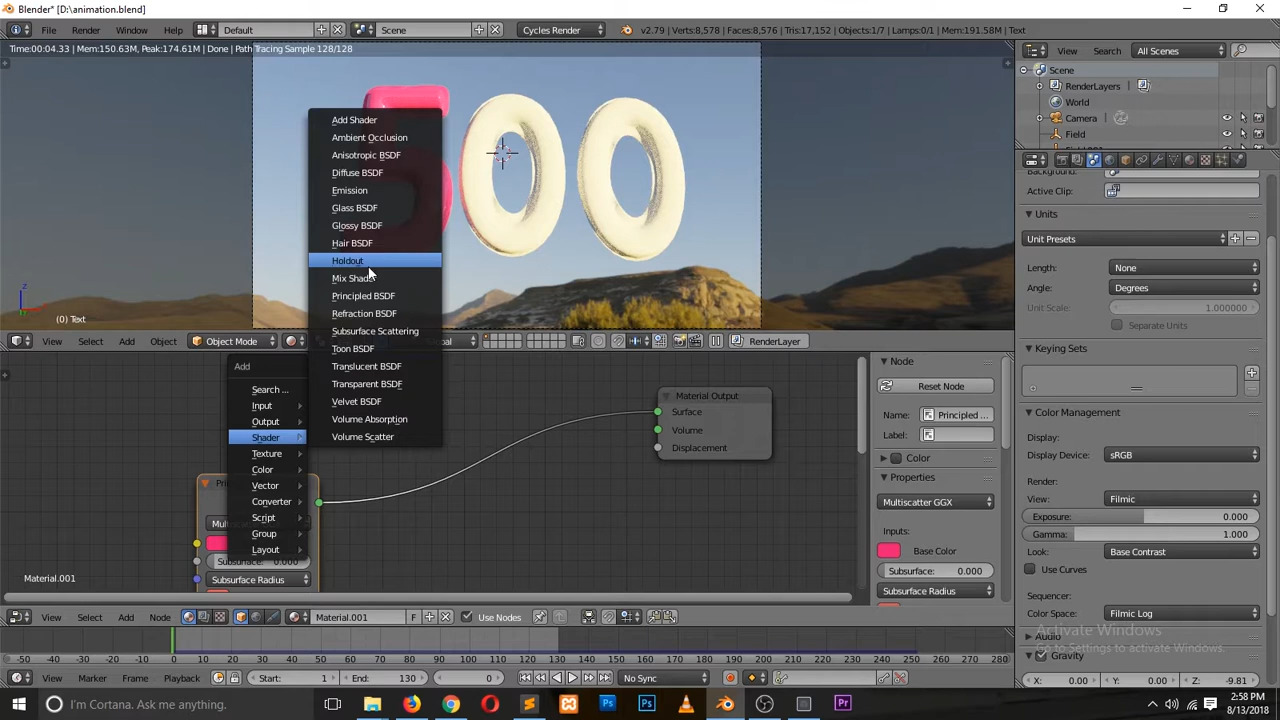 Blender* [D:\animation.blend]
File Render Window Help Default Scene Cycles Render v2.79 | Verts:8,578 | Faces:8,576 | Tris:17,152 | Objects:1/7 | Lamps:0/1 | Mem:191.58M | Text
Time:00:04.33 | Mem:150.63M, Peak:174.61M | Done | Path Tracing Sample 128/128
View Search All Scenes
Scene
RenderLayers
World
Camera
Field
Active Clip:
Units
Unit Presets
Length: None
Angle: Degrees
Unit Scale: 1.000000
Separate Units
Keying Sets
Color Management
Display:
Display Device: sRGB
Render:
View: Filmic
Exposure: 0.000
Gamma: 1.000
Look: Base Contrast
Use Curves
Sequencer:
Color Space: Filmic Log
Audio
Gravity
X: 0.00 Y: 0.00 Z: -9.81
Activate Windows
Go to Settings to activate Windows.
Add Shader
Ambient Occlusion
Anisotropic BSDF
Diffuse BSDF
Emission
Glass BSDF
Glossy BSDF
Hair BSDF
Holdout
Mix Shader
Principled BSDF
Refraction BSDF
Subsurface Scattering
Toon BSDF
Translucent BSDF
Transparent BSDF
Velvet BSDF
Volume Absorption
Volume Scatter
z
(0) Text
View Select Add Object Object Mode RenderLayer
Add
Search ...
Input
Output
Shader
Texture
Color
Vector
Converter
Script
Group
Layout
Subsurface: 0.000
Subsurface Radius
Material Output
Surface
Volume
Displacement
Material.001
Node
Reset Node
Name: Principled ...
Label:
Color
Properties
Multiscatter GGX
Inputs:
Base Color
Subsurface: 0.000
Subsurface Radius
View Select Add Node Material.001 F Use Nodes
-50 -40 -30 -20 -10 0 10 20 30 40 50 60 70 80 90 100 110 120 130 140 150 160 170 180 190 200 210 220 230 240 250 260 270 280
View Marker Frame Playback Start: 1 End: 130 0 No Sync
I'm Cortana. Ask me anything.
2:58 PM
8/13/2018